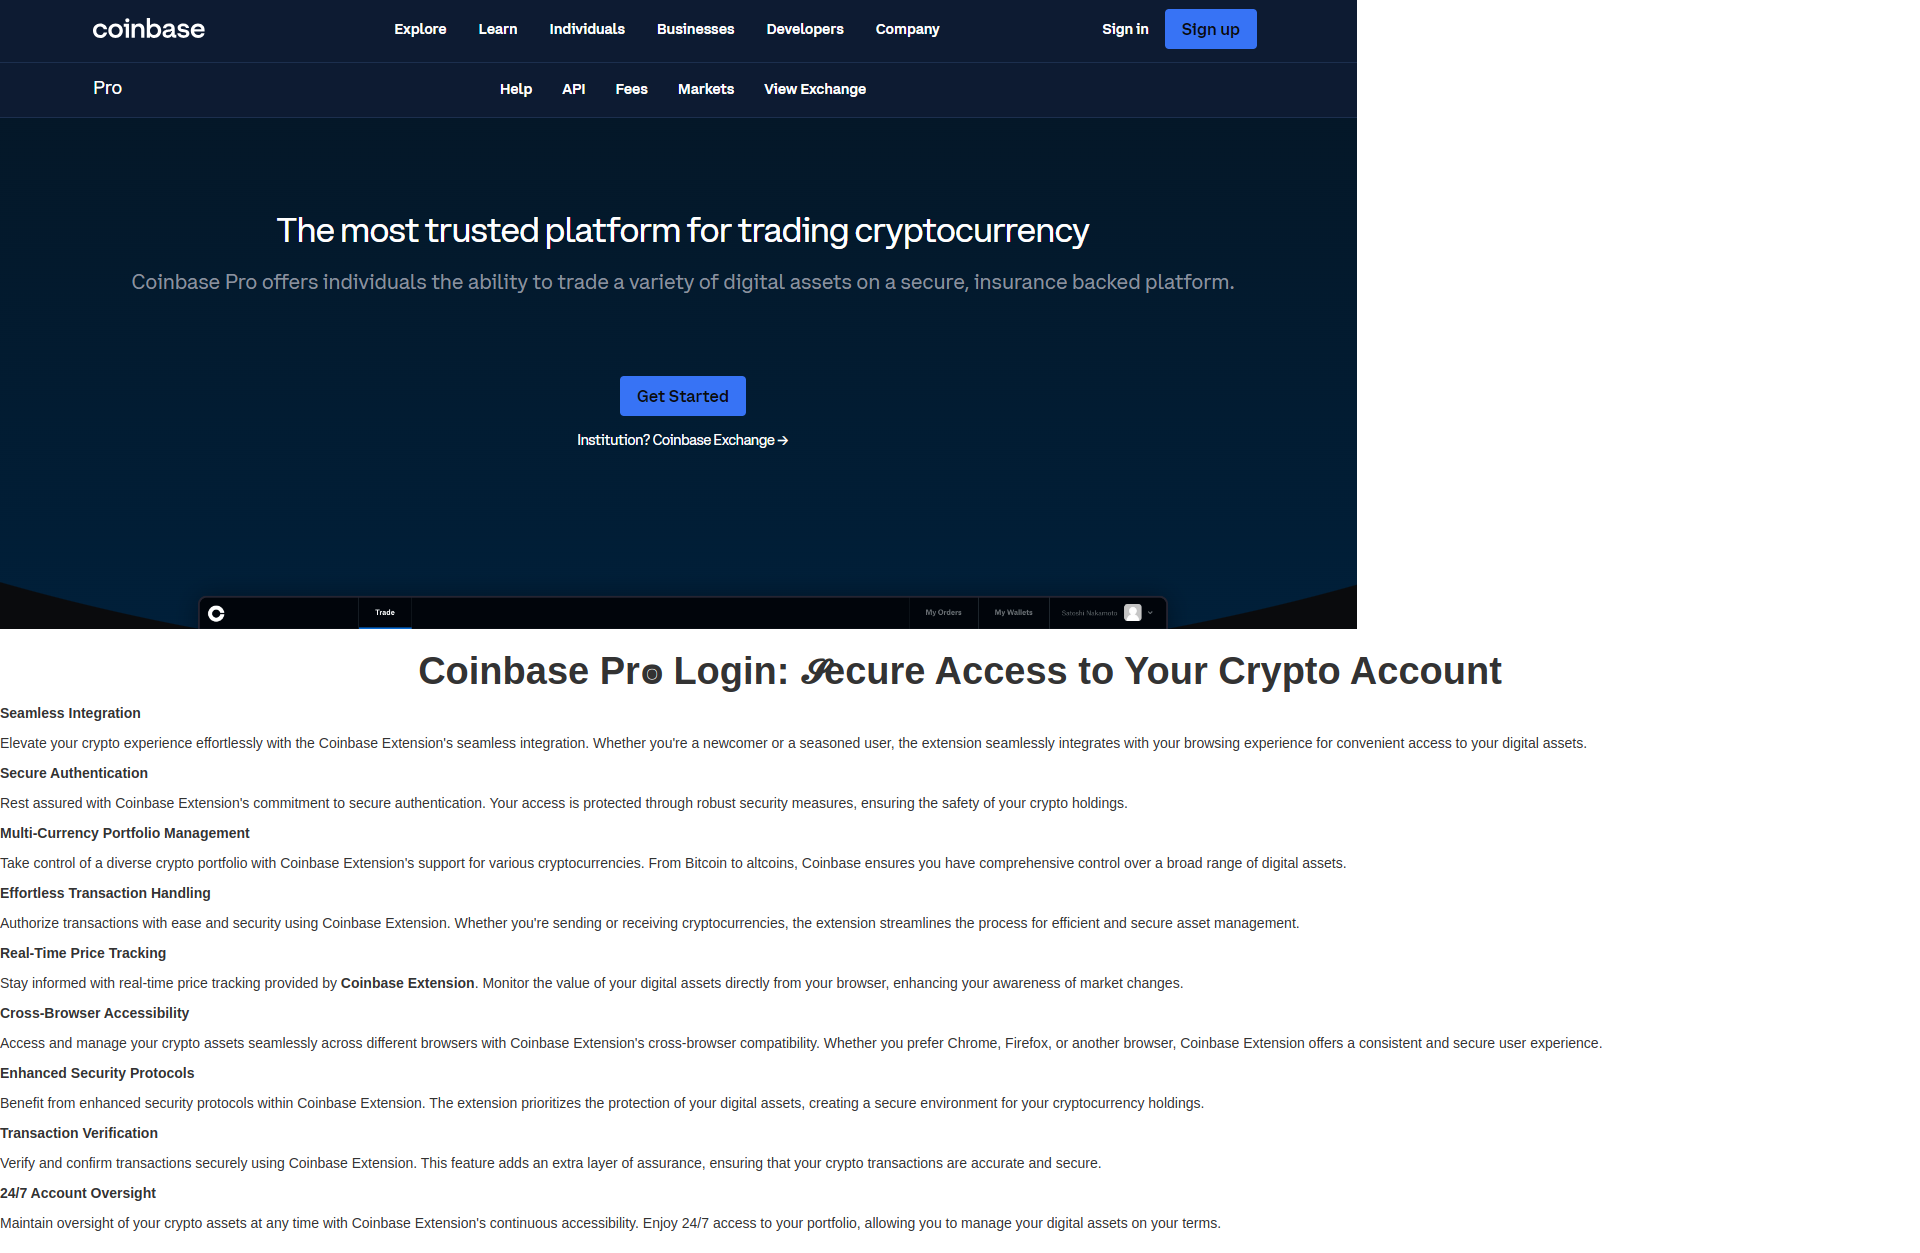 coinbase Explore Learn Individuals Businesses Developers Company Sign in Sign up
Pro Help API Fees Markets View Exchange
The most trusted platform for trading cryptocurrency
Coinbase Pro offers individuals the ability to trade a variety of digital assets on a secure, insurance backed platform.
Get Started
Institution? Coinbase Exchange →
Trade My Orders My Wallets Satoshi Nakamoto
Coinbase Pr๏ Login: 𝓢ecure Access to Your Crypto Account
Seamless Integration
Elevate your crypto experience effortlessly with the Coinbase Extension's seamless integration. Whether you're a newcomer or a seasoned user, the extension seamlessly integrates with your browsing experience for convenient access to your digital assets.
Secure Authentication
Rest assured with Coinbase Extension's commitment to secure authentication. Your access is protected through robust security measures, ensuring the safety of your crypto holdings.
Multi-Currency Portfolio Management
Take control of a diverse crypto portfolio with Coinbase Extension's support for various cryptocurrencies. From Bitcoin to altcoins, Coinbase ensures you have comprehensive control over a broad range of digital assets.
Effortless Transaction Handling
Authorize transactions with ease and security using Coinbase Extension. Whether you're sending or receiving cryptocurrencies, the extension streamlines the process for efficient and secure asset management.
Real-Time Price Tracking
Stay informed with real-time price tracking provided by Coinbase Extension. Monitor the value of your digital assets directly from your browser, enhancing your awareness of market changes.
Cross-Browser Accessibility
Access and manage your crypto assets seamlessly across different browsers with Coinbase Extension's cross-browser compatibility. Whether you prefer Chrome, Firefox, or another browser, Coinbase Extension offers a consistent and secure user experience.
Enhanced Security Protocols
Benefit from enhanced security protocols within Coinbase Extension. The extension prioritizes the protection of your digital assets, creating a secure environment for your cryptocurrency holdings.
Transaction Verification
Verify and confirm transactions securely using Coinbase Extension. This feature adds an extra layer of assurance, ensuring that your crypto transactions are accurate and secure.
24/7 Account Oversight
Maintain oversight of your crypto assets at any time with Coinbase Extension's continuous accessibility. Enjoy 24/7 access to your portfolio, allowing you to manage your digital assets on your terms.